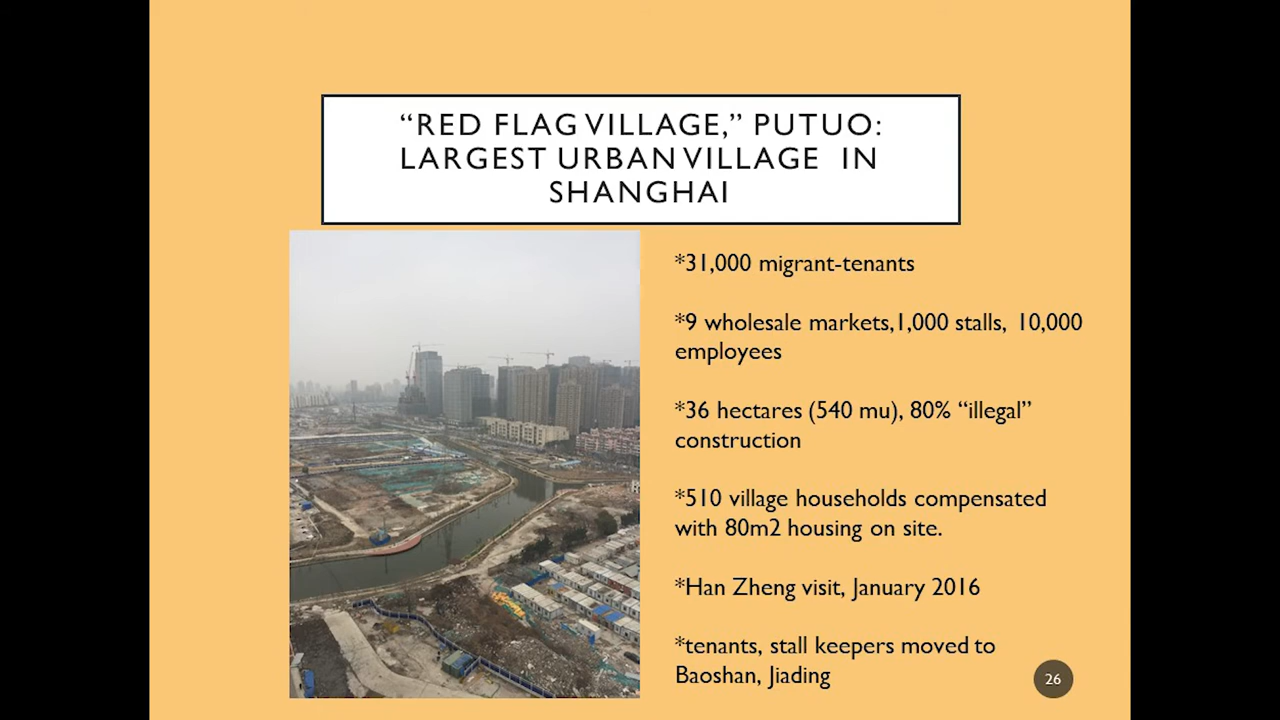 “RED FLAG VILLAGE,” PUTUO:
LARGEST URBAN VILLAGE IN
SHANGHAI
*31,000 migrant-tenants
*9 wholesale markets,1,000 stalls, 10,000
employees
*36 hectares (540 mu), 80% “illegal”
construction
*510 village households compensated
with 80m2 housing on site.
*Han Zheng visit, January 2016
*tenants, stall keepers moved to
Baoshan, Jiading
26